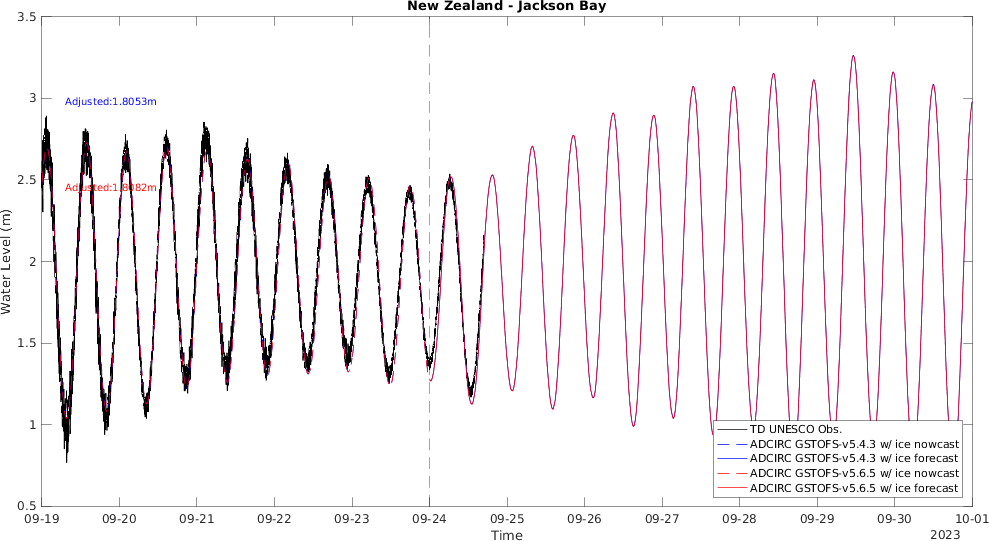 New Zealand - Jackson Bay
3.5
3
2.5
2
1.5
1
0.5
Water Level (m)
Adjusted:1.8053m
Adjusted:1.8082m
TD UNESCO Obs.
ADCIRC GSTOFS-v5.4.3 w/ ice nowcast
ADCIRC GSTOFS-v5.4.3 w/ ice forecast
ADCIRC GSTOFS-v5.6.5 w/ ice nowcast
ADCIRC GSTOFS-v5.6.5 w/ ice forecast
09-19 09-20 09-21 09-22 09-23 09-24 09-25 09-26 09-27 09-28 09-29 09-30 10-01
Time
2023